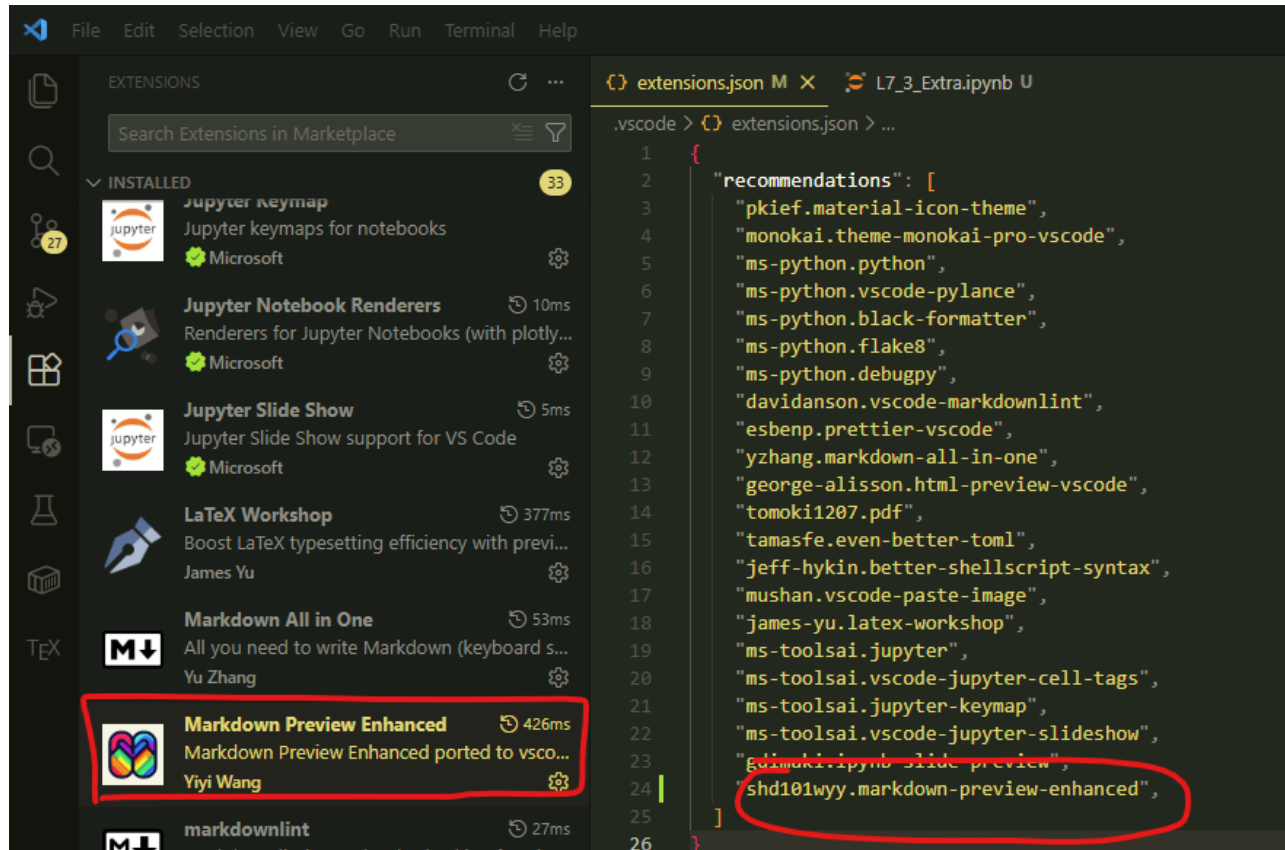 File Edit Selection View Go Run Terminal Help
EXTENSIONS
Search Extensions in Marketplace
INSTALLED 33
Jupyter Keymap
Jupyter keymaps for notebooks
Microsoft
Jupyter Notebook Renderers 10ms
Renderers for Jupyter Notebooks (with plotly...
Microsoft
Jupyter Slide Show 5ms
Jupyter Slide Show support for VS Code
Microsoft
LaTeX Workshop 377ms
Boost LaTeX typesetting efficiency with previ...
James Yu
Markdown All in One 53ms
All you need to write Markdown (keyboard s...
Yu Zhang
Markdown Preview Enhanced 426ms
Markdown Preview Enhanced ported to vsco...
Yiyi Wang
markdownlint 27ms
27
TEX
jupyter
jupyter
M
M
extensions.json M L7_3_Extra.ipynb U
.vscode > {} extensions.json > ...
1 {
2 "recommendations": [
3 "pkief.material-icon-theme",
4 "monokai.theme-monokai-pro-vscode",
5 "ms-python.python",
6 "ms-python.vscode-pylance",
7 "ms-python.black-formatter",
8 "ms-python.flake8",
9 "ms-python.debugpy",
10 "davidanson.vscode-markdownlint",
11 "esbenp.prettier-vscode",
12 "yzhang.markdown-all-in-one",
13 "george-alisson.html-preview-vscode",
14 "tomoki1207.pdf",
15 "tamasfe.even-better-toml",
16 "jeff-hykin.better-shellscript-syntax",
17 "mushan.vscode-paste-image",
18 "james-yu.latex-workshop",
19 "ms-toolsai.jupyter",
20 "ms-toolsai.vscode-jupyter-cell-tags",
21 "ms-toolsai.jupyter-keymap",
22 "ms-toolsai.vscode-jupyter-slideshow",
23 "gdimaki.ipynb-slide-preview",
24 "shd101wyy.markdown-preview-enhanced",
25 ]
26 }